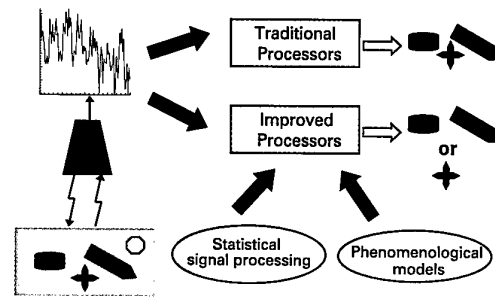 Traditional
Processors
Improved
Processors
or
Statistical
signal processing
Phenomenological
models